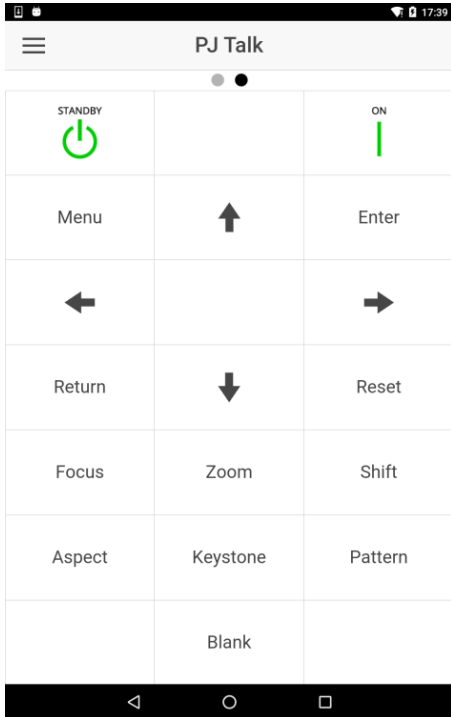 17:39
PJ Talk
STANDBY
ON
Menu
Enter
Return
Reset
Focus
Zoom
Shift
Aspect
Keystone
Pattern
Blank